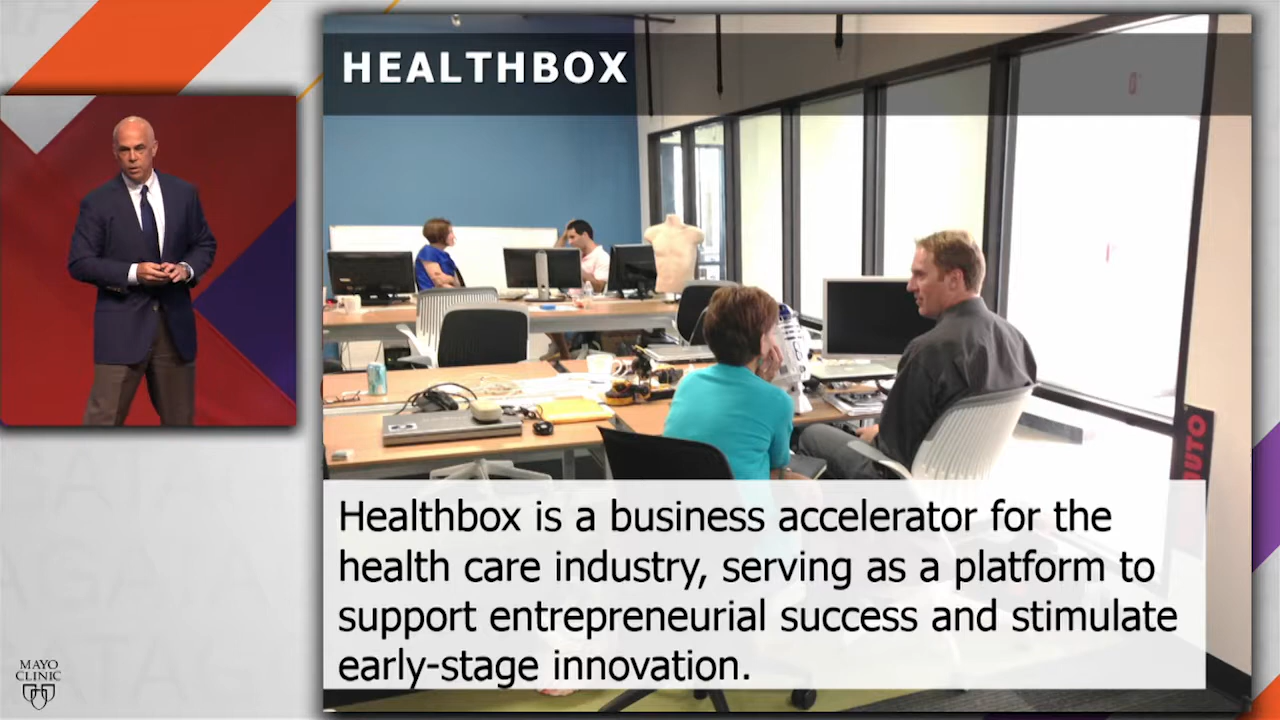 HEALTHBOX
AUTO
Healthbox is a business accelerator for the
health care industry, serving as a platform to
support entrepreneurial success and stimulate
early-stage innovation.
MAYO
CLINIC